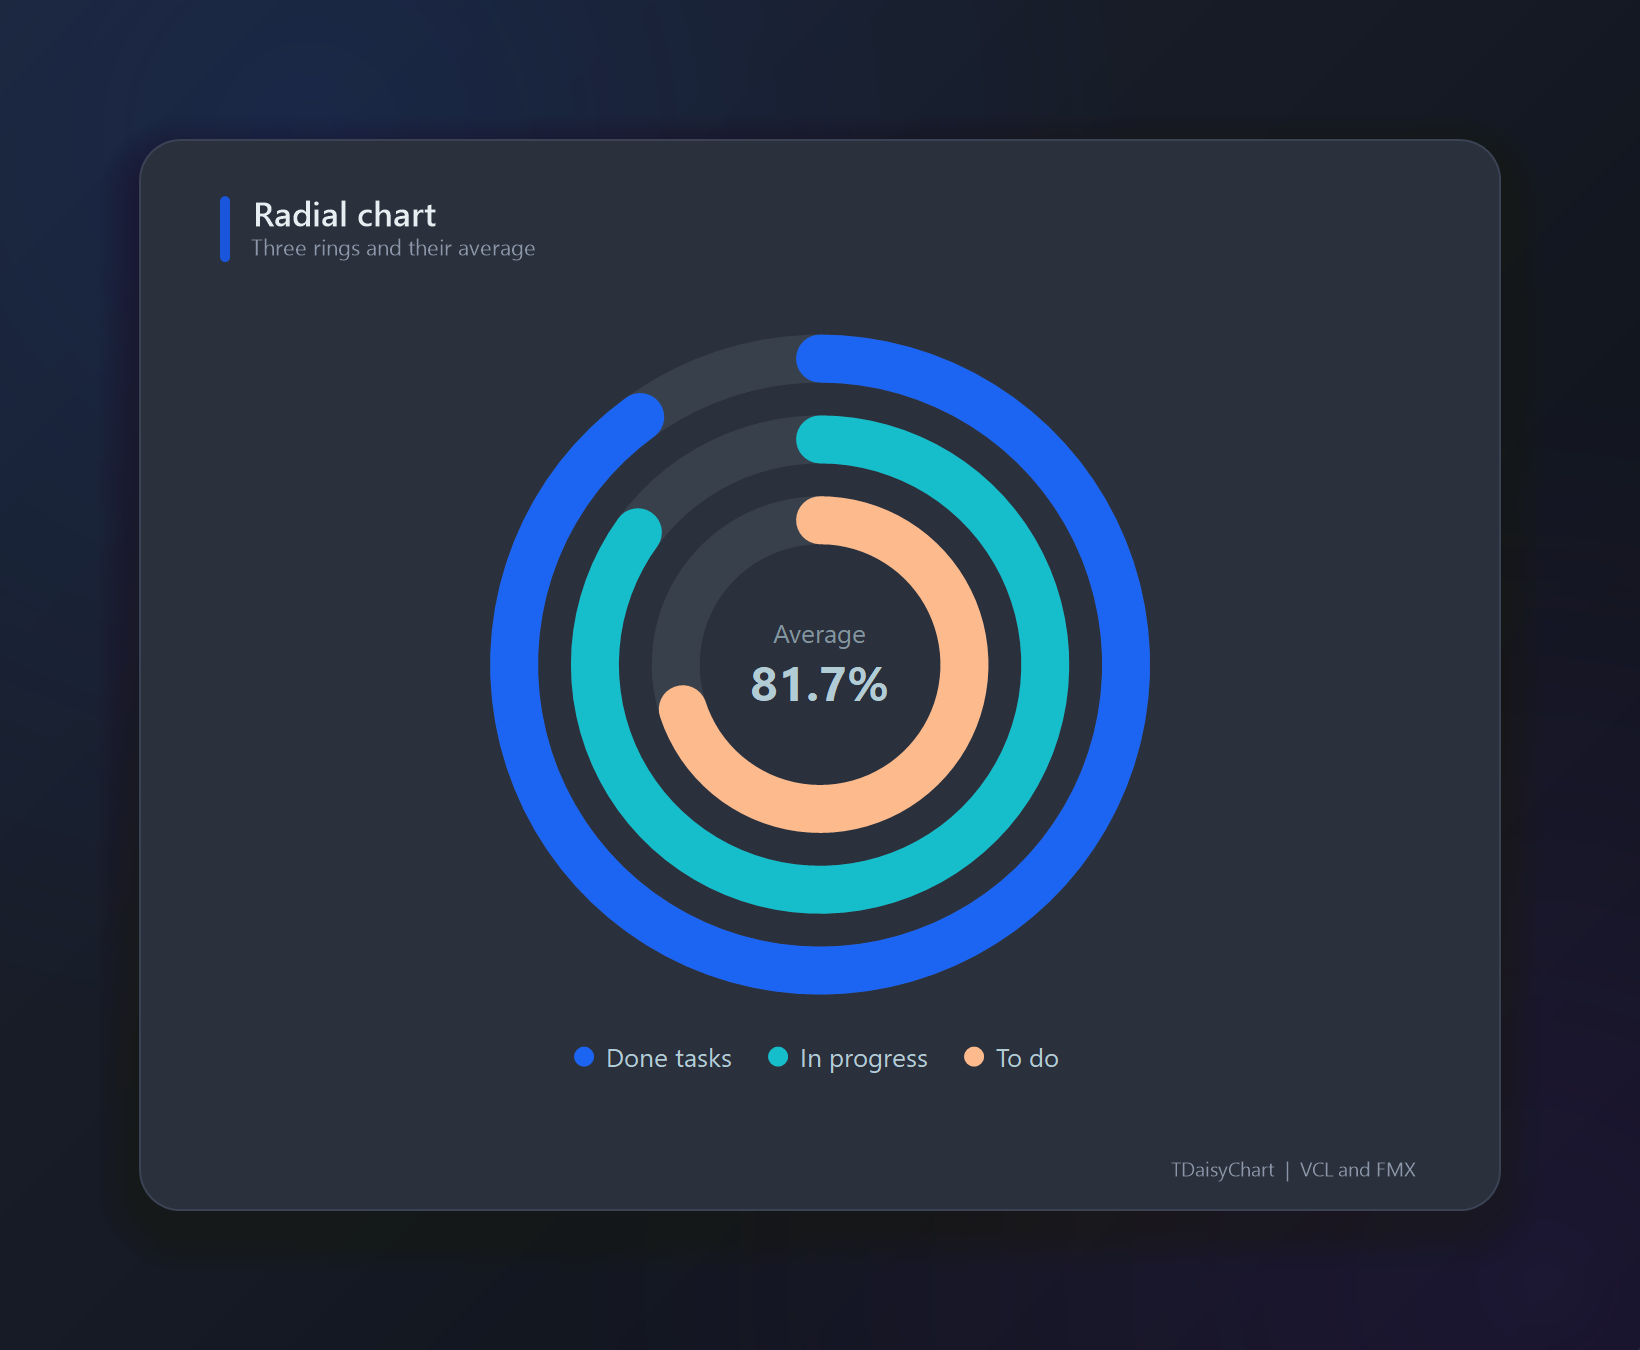 Radial chart
Three rings and their average
Average
81.7%
Done tasks In progress To do
TDaisyChart | VCL and FMX